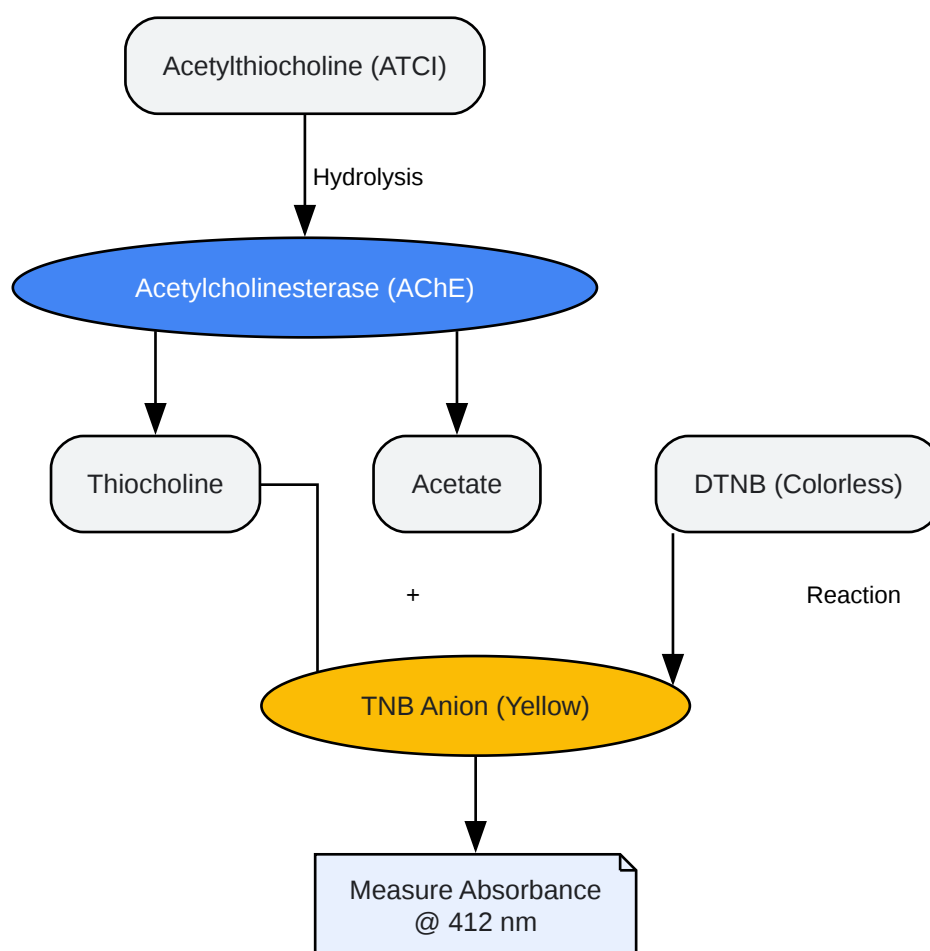 Acetylthiocholine (ATCI)
Hydrolysis
Acetylcholinesterase (AChE)
Thiocholine
Acetate
DTNB (Colorless)
+
Reaction
TNB Anion (Yellow)
Measure Absorbance
@ 412 nm